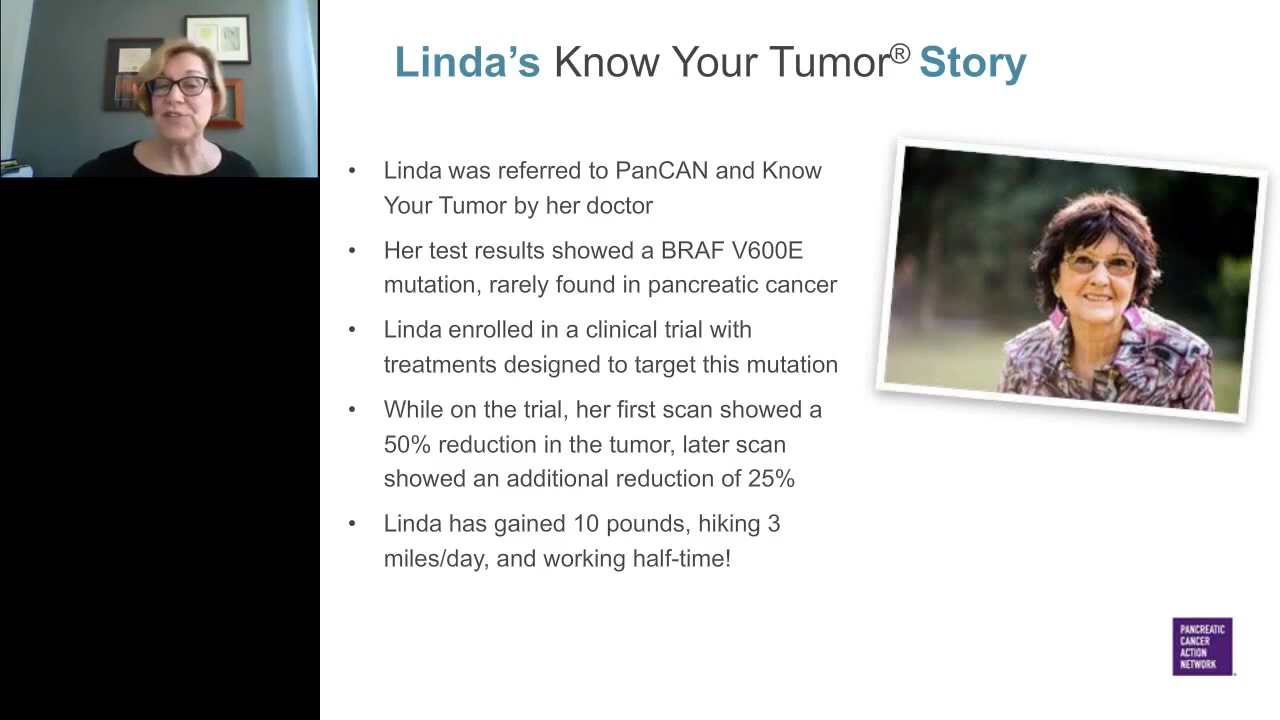 Linda's Know Your Tumor® Story
• Linda was referred to PanCAN and Know
Your Tumor by her doctor
• Her test results showed a BRAF V600E
mutation, rarely found in pancreatic cancer
• Linda enrolled in a clinical trial with
treatments designed to target this mutation
• While on the trial, her first scan showed a
50% reduction in the tumor, later scan
showed an additional reduction of 25%
• Linda has gained 10 pounds, hiking 3
miles/day, and working half-time!
PANCREATIC
CANCER
ACTION
NETWORK